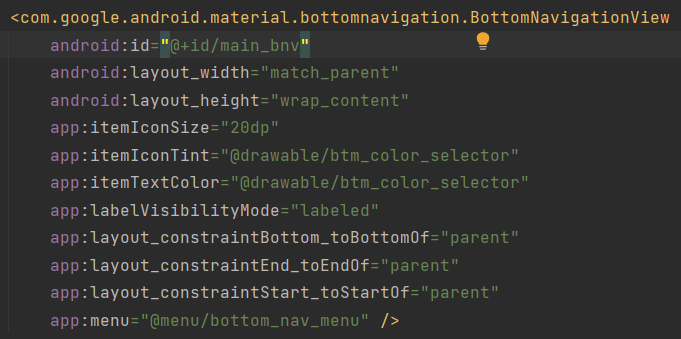 <com.google.android.material.bottomnavigation.BottomNavigationView
android:id="@+id/main_bnv"
android:layout_width="match_parent"
android:layout_height="wrap_content"
app:itemIconSize="20dp"
app:itemIconTint="@drawable/btm_color_selector"
app:itemTextColor="@drawable/btm_color_selector"
app:labelVisibilityMode="labeled"
app:layout_constraintBottom_toBottomOf="parent"
app:layout_constraintEnd_toEndOf="parent"
app:layout_constraintStart_toStartOf="parent"
app:menu="@menu/bottom_nav_menu" />